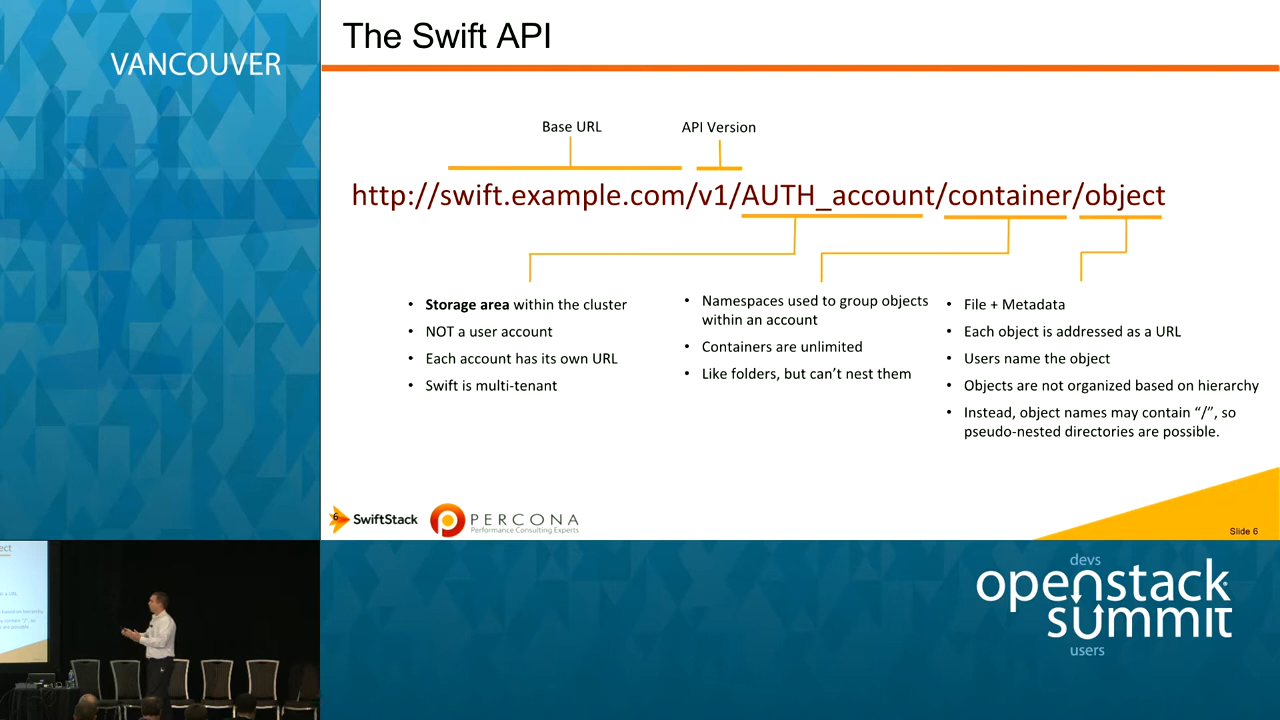 VANCOUVER
The Swift API
Base URL
API Version
http://swift.example.com/v1/AUTH_account/container/object
• Storage area within the cluster
• NOT a user account
• Each account has its own URL
• Swift is multi-tenant
• Namespaces used to group objects
within an account
• Containers are unlimited
• Like folders, but can't nest them
• File + Metadata
• Each object is addressed as a URL
• Users name the object
• Objects are not organized based on hierarchy
• Instead, object names may contain “/”, so
pseudo-nested directories are possible.
6
SwiftStack
PERCONA
Performance Consulting Experts
Slide 6
devs
openstack
summit
users